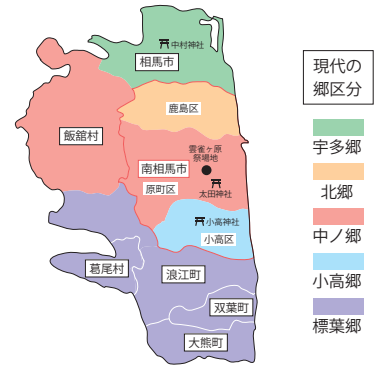 中村神社
相馬市
鹿島区
飯舘村
雲雀ヶ原
祭場地
南相馬市
原町区
太田神社
小高神社
小高区
葛尾村
浪江町
双葉町
大熊町
現代の
郷区分
宇多郷
北郷
中ノ郷
小高郷
標葉郷